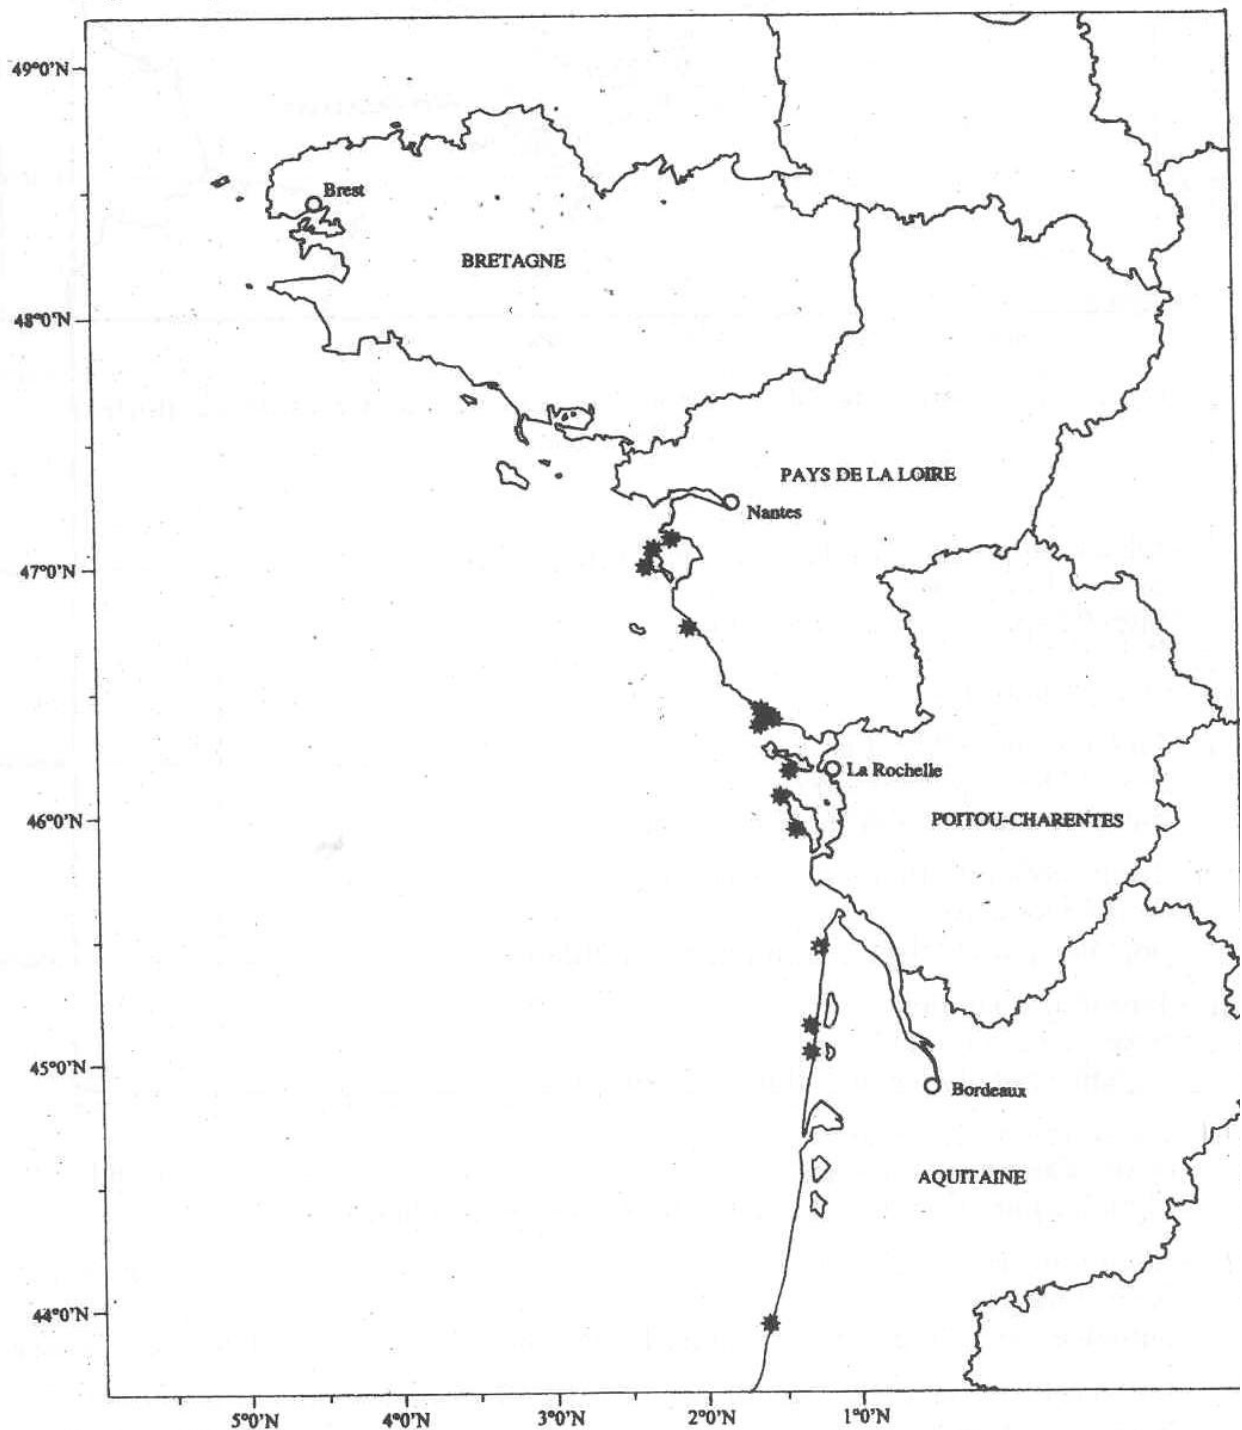 49°0'N
Brest
BRETAGNE
48°0'N
PAYS DE LA LOIRE
Nantes
47°0'N
La Rochelle
46°0'N
POITOU-CHARENTES
45°0'N
Bordeaux
AQUITAINE
44°0'N
5°0'N 4°0'N 3°0'N 2°0'N 1°0'N